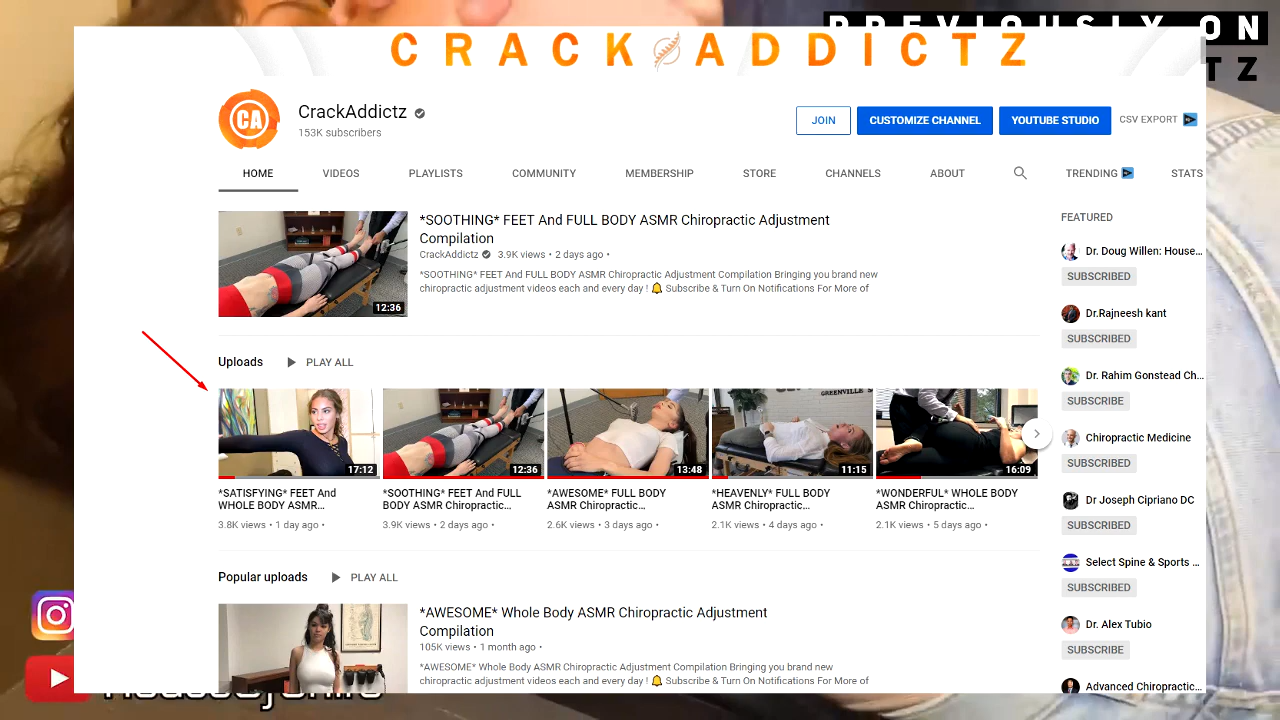 PREVIOUSLY ON
TZ
CRACK ADDICTZ
CA
CrackAddictz
153K subscribers
JOIN
CUSTOMIZE CHANNEL
YOUTUBE STUDIO
CSV EXPORT
HOME
VIDEOS
PLAYLISTS
COMMUNITY
MEMBERSHIP
STORE
CHANNELS
ABOUT
TRENDING
STATS
*SOOTHING* FEET And FULL BODY ASMR Chiropractic Adjustment
Compilation
CrackAddictz 3.9K views • 2 days ago •
*SOOTHING* FEET And FULL BODY ASMR Chiropractic Adjustment Compilation Bringing you brand new
chiropractic adjustment videos each and every day ! 🔔 Subscribe & Turn On Notifications For More of
12:36
Uploads
PLAY ALL
17:12
*SATISFYING* FEET And
WHOLE BODY ASMR...
3.8K views • 1 day ago •
12:36
*SOOTHING* FEET And FULL
BODY ASMR Chiropractic...
3.9K views • 2 days ago •
13:48
*AWESOME* FULL BODY
ASMR Chiropractic...
2.6K views • 3 days ago •
GREENVILLE
11:15
*HEAVENLY* FULL BODY
ASMR Chiropractic...
2.1K views • 4 days ago •
16:09
*WONDERFUL* WHOLE BODY
ASMR Chiropractic...
2.1K views • 5 days ago •
Popular uploads
PLAY ALL
*AWESOME* Whole Body ASMR Chiropractic Adjustment
Compilation
105K views • 1 month ago •
*AWESOME* Whole Body ASMR Chiropractic Adjustment Compilation Bringing you brand new
chiropractic adjustment videos each and every day ! 🔔 Subscribe & Turn On Notifications For More of
FEATURED
Dr. Doug Willen: House...
SUBSCRIBED
Dr.Rajneesh kant
SUBSCRIBED
Dr. Rahim Gonstead Ch...
SUBSCRIBE
Chiropractic Medicine
SUBSCRIBED
Dr Joseph Cipriano DC
SUBSCRIBED
Select Spine & Sports ...
SUBSCRIBED
Dr. Alex Tubio
SUBSCRIBE
Advanced Chiropractic...